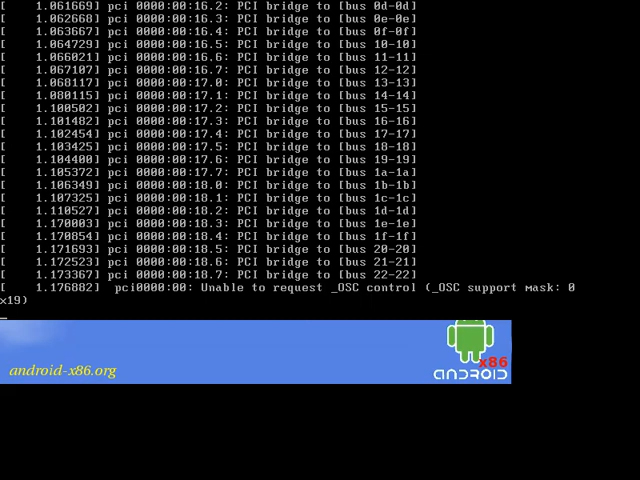 [    1.061669] pci 0000:00:16.2: PCI bridge to [bus 0d-0d]
[    1.062668] pci 0000:00:16.3: PCI bridge to [bus 0e-0e]
[    1.063667] pci 0000:00:16.4: PCI bridge to [bus 0f-0f]
[    1.064729] pci 0000:00:16.5: PCI bridge to [bus 10-10]
[    1.066021] pci 0000:00:16.6: PCI bridge to [bus 11-11]
[    1.067107] pci 0000:00:16.7: PCI bridge to [bus 12-12]
[    1.068117] pci 0000:00:17.0: PCI bridge to [bus 13-13]
[    1.080115] pci 0000:00:17.1: PCI bridge to [bus 14-14]
[    1.100502] pci 0000:00:17.2: PCI bridge to [bus 15-15]
[    1.101482] pci 0000:00:17.3: PCI bridge to [bus 16-16]
[    1.102454] pci 0000:00:17.4: PCI bridge to [bus 17-17]
[    1.103425] pci 0000:00:17.5: PCI bridge to [bus 18-18]
[    1.104400] pci 0000:00:17.6: PCI bridge to [bus 19-19]
[    1.105372] pci 0000:00:17.7: PCI bridge to [bus 1a-1a]
[    1.106349] pci 0000:00:18.0: PCI bridge to [bus 1b-1b]
[    1.107325] pci 0000:00:18.1: PCI bridge to [bus 1c-1c]
[    1.110527] pci 0000:00:18.2: PCI bridge to [bus 1d-1d]
[    1.170003] pci 0000:00:18.3: PCI bridge to [bus 1e-1e]
[    1.170854] pci 0000:00:18.4: PCI bridge to [bus 1f-1f]
[    1.171693] pci 0000:00:18.5: PCI bridge to [bus 20-20]
[    1.172523] pci 0000:00:18.6: PCI bridge to [bus 21-21]
[    1.173367] pci 0000:00:18.7: PCI bridge to [bus 22-22]
[    1.176882]  pci0000:00: Unable to request _OSC control (_OSC support mask: 0
x19)
x86
android-x86.org
ANDROID